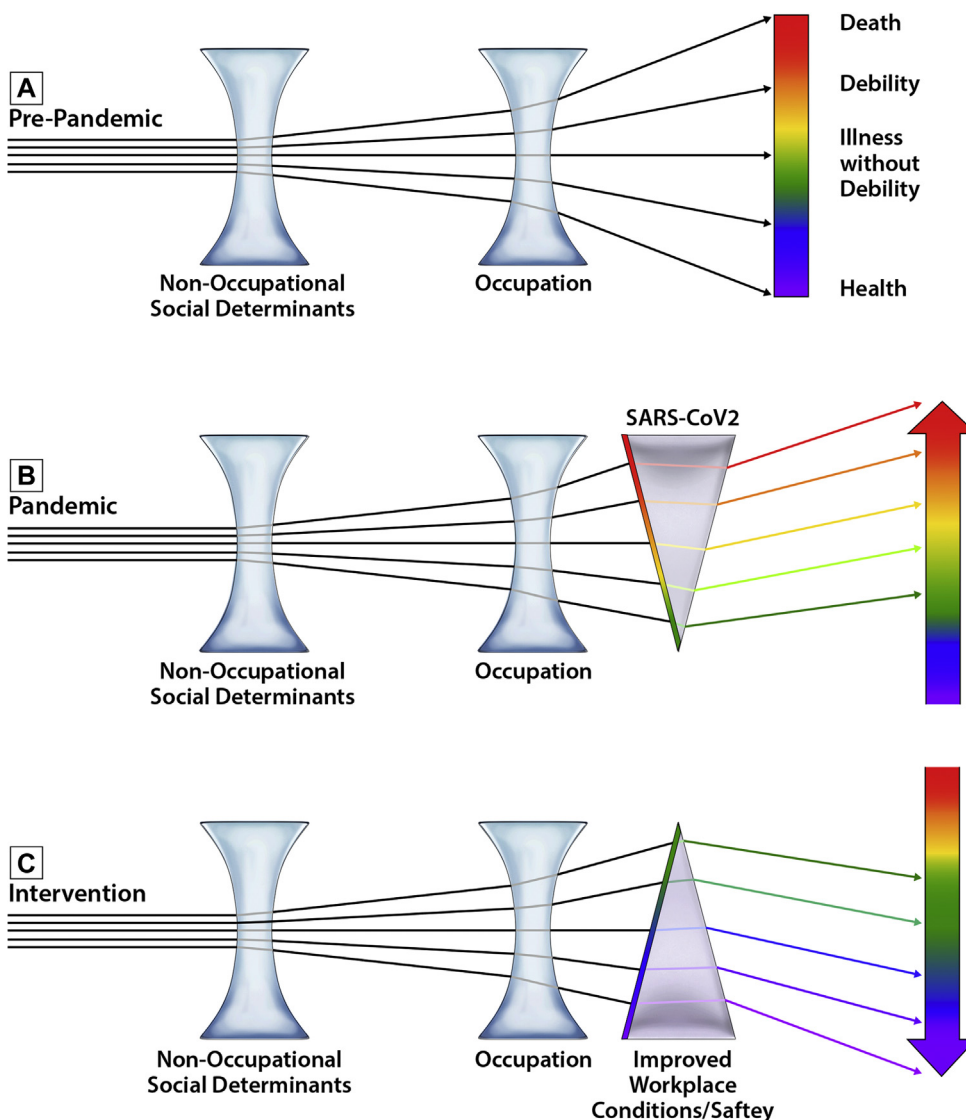 A
Pre-Pandemic
Non-Occupational
Social Determinants
Occupation
Death
Debility
Illness
without
Debility
Health
B
Pandemic
Non-Occupational
Social Determinants
Occupation
SARS-CoV2
C
Intervention
Non-Occupational
Social Determinants
Occupation
Improved
Workplace
Conditions/Saftey